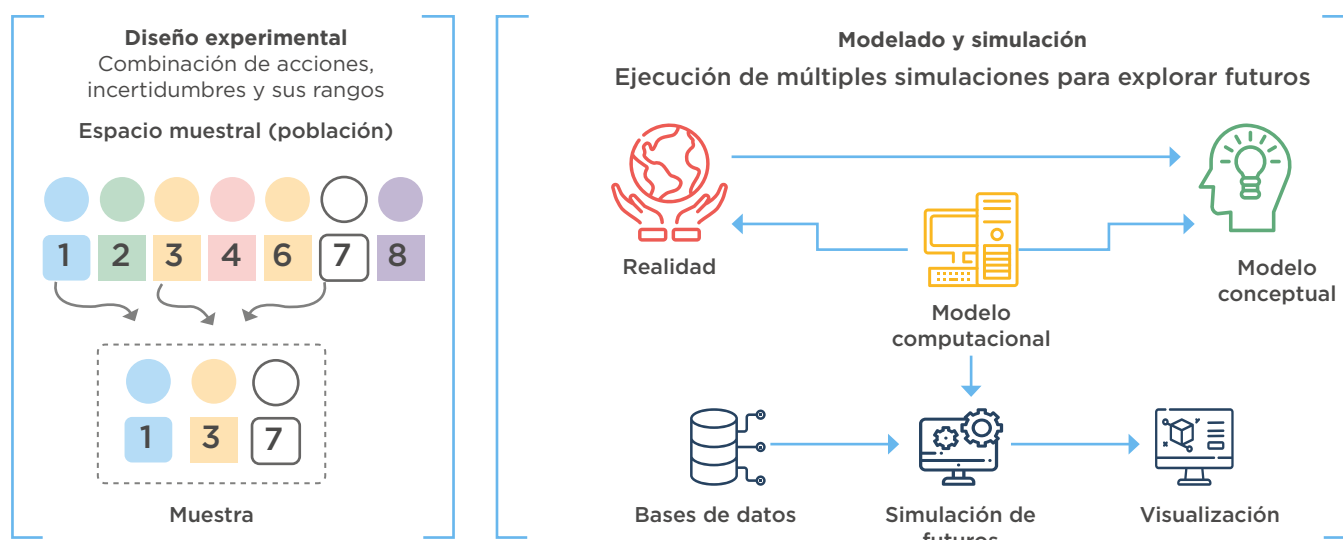 Diseño experimental
Combinación de acciones,
incertidumbres y sus rangos
Espacio muestral (población)
1 2 3 4 6 7 8
1 3 7
Muestra
Modelado y simulación
Ejecución de múltiples simulaciones para explorar futuros
Realidad
Modelo
conceptual
Modelo
computacional
Bases de datos
Simulación de
futuros
Visualización